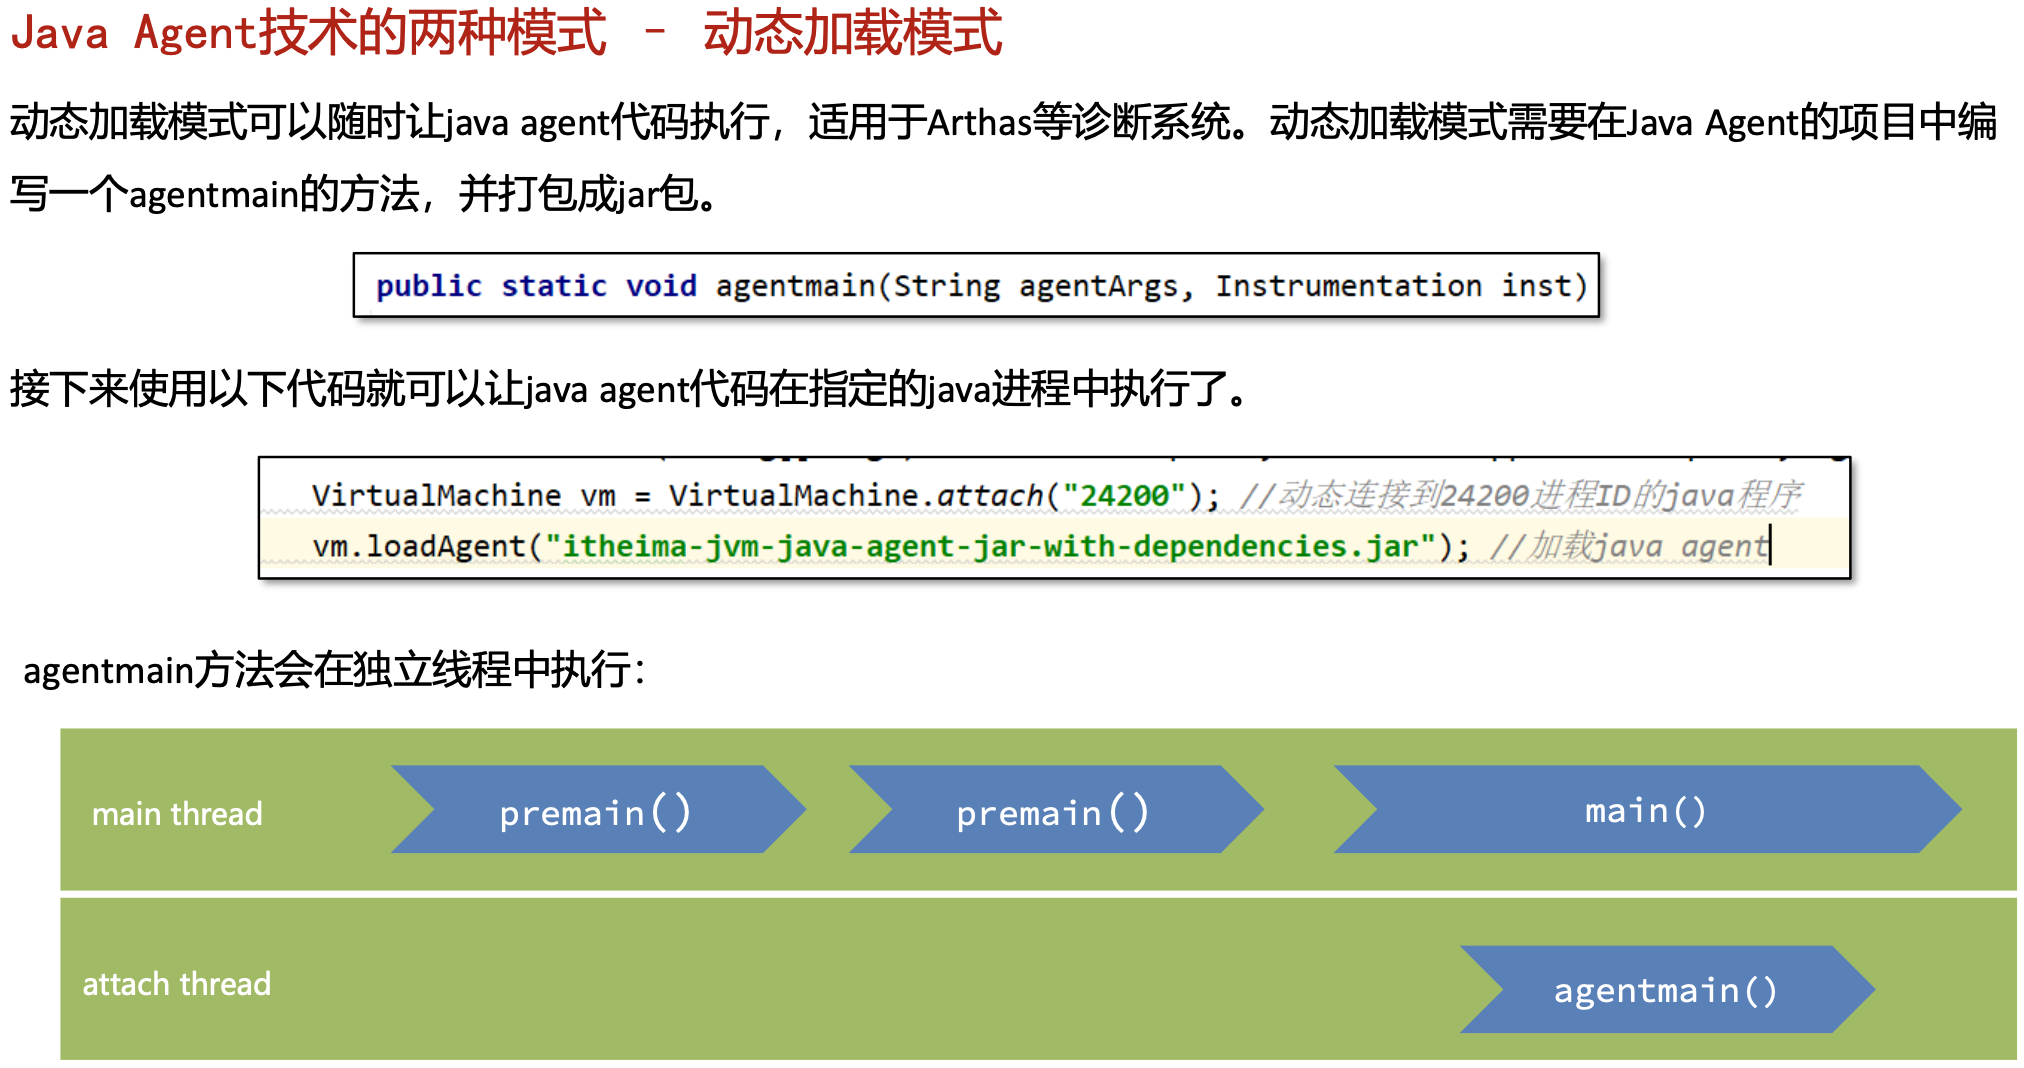 Java Agent技术的两种模式 - 动态加载模式
动态加载模式可以随时让java agent代码执行，适用于Arthas等诊断系统。动态加载模式需要在Java Agent的项目中编
写一个agentmain的方法，并打包成jar包。
public static void agentmain(String agentArgs, Instrumentation inst)
接下来使用以下代码就可以让java agent代码在指定的java进程中执行了。
VirtualMachine vm = VirtualMachine.attach("24200"); //动态连接到24200进程ID的java程序
vm.loadAgent("itheima-jvm-java-agent-jar-with-dependencies.jar"); //加载java agent
agentmain方法会在独立线程中执行：
main thread
premain()
premain()
main()
attach thread
agentmain()